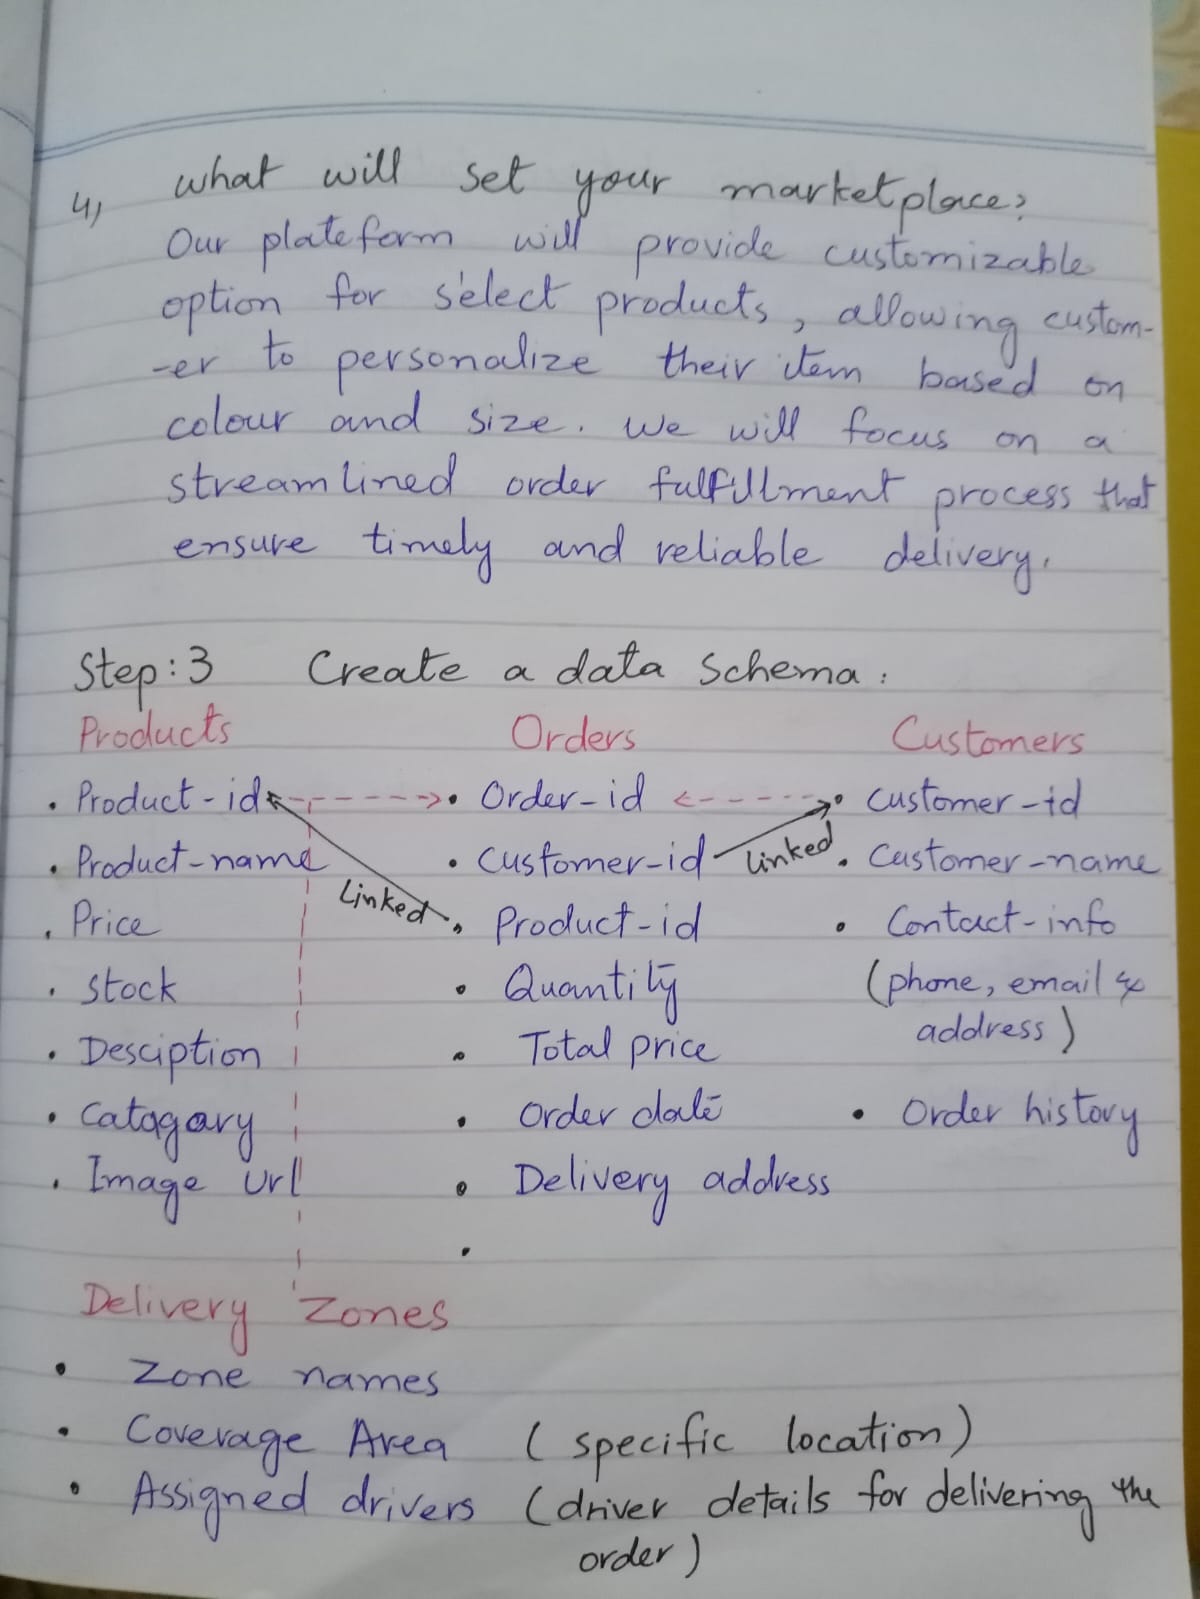 4) what will set your marketplace?
Our plateform will provide customizable
option for select products, allowing custom-
-er to personalize their item based on
colour and size. We will focus on a
streamlined order fulfillment process that
ensure timely and reliable delivery.
Step:3 Create a data Schema:
Products Orders Customers
• Product-id • Order-id • Customer-id
• Product-name • Customer-id Linked • Customer-name
• Price Linked • Product-id • Contact-info
• Stock • Quantity (phone, email &
• Desciption • Total price address)
• Catagary • Order date • Order history
• Image Url • Delivery address
•
Delivery Zones
• Zone names
• Coverage Area (specific location)
• Assigned drivers (driver details for delivering the
order)